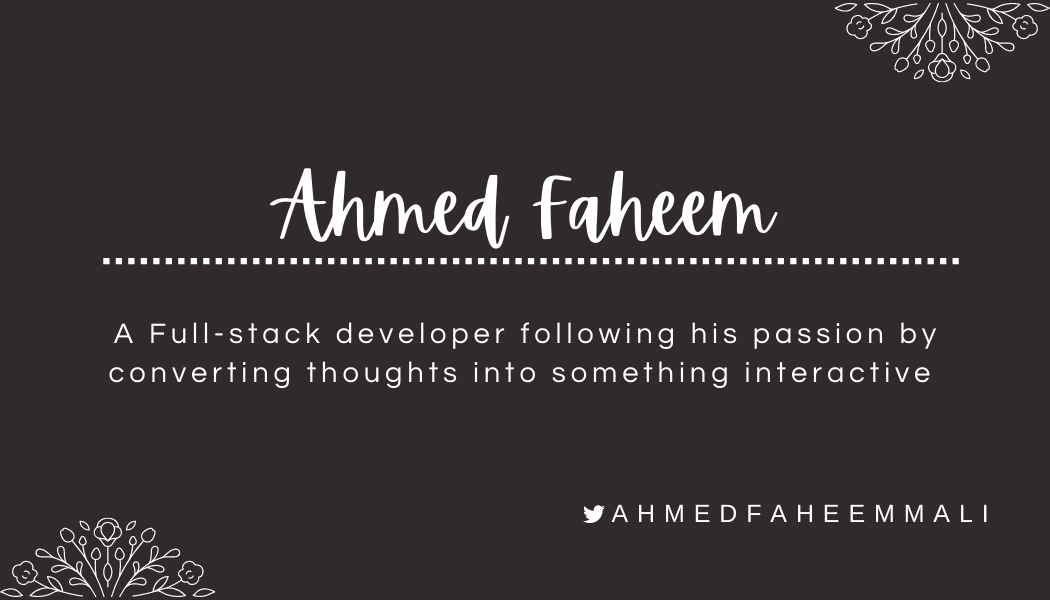 Ahmed Faheem
A Full-stack developer following his passion by
converting thoughts into something interactive
AHMEDFAHEEMMALI